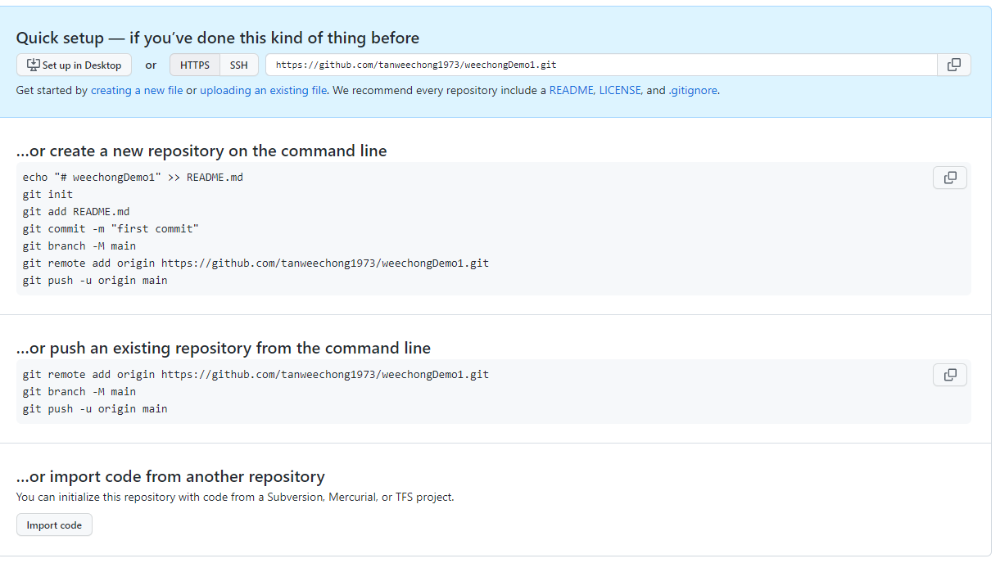 Quick setup — if you’ve done this kind of thing before
Set up in Desktop or HTTPS SSH https://github.com/tanweechong1973/weechongDemo1.git
Get started by creating a new file or uploading an existing file. We recommend every repository include a README, LICENSE, and .gitignore.
…or create a new repository on the command line
echo "# weechongDemo1" >> README.md
git init
git add README.md
git commit -m "first commit"
git branch -M main
git remote add origin https://github.com/tanweechong1973/weechongDemo1.git
git push -u origin main
…or push an existing repository from the command line
git remote add origin https://github.com/tanweechong1973/weechongDemo1.git
git branch -M main
git push -u origin main
…or import code from another repository
You can initialize this repository with code from a Subversion, Mercurial, or TFS project.
Import code